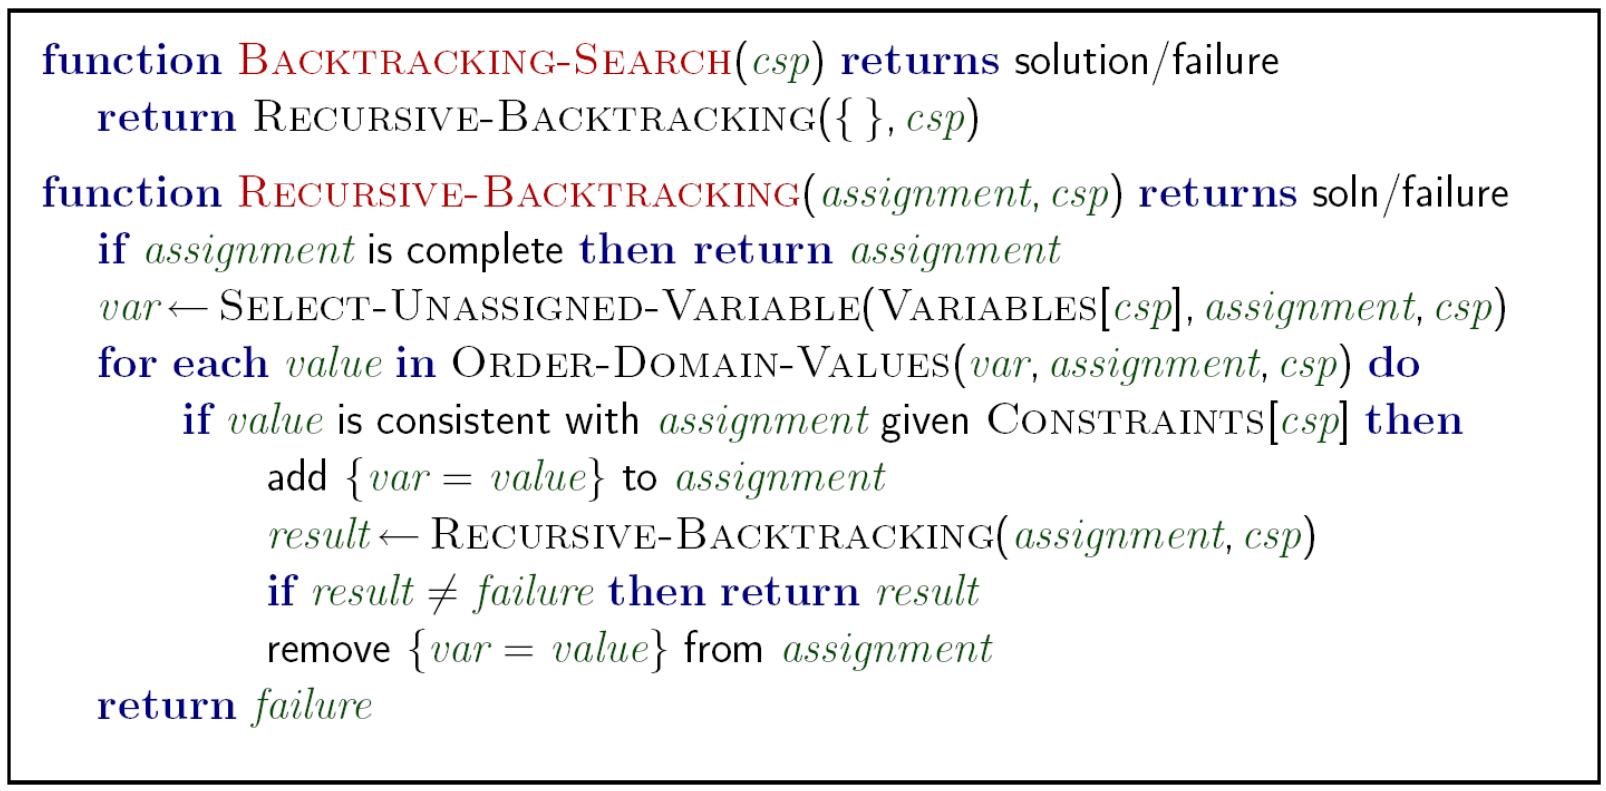 function BACKTRACKING-SEARCH(csp) returns solution/failure
return RECURSIVE-BACKTRACKING({ }, csp)
function RECURSIVE-BACKTRACKING(assignment, csp) returns soln/failure
if assignment is complete then return assignment
var ← SELECT-UNASSIGNED-VARIABLE(VARIABLES[csp], assignment, csp)
for each value in ORDER-DOMAIN-VALUES(var, assignment, csp) do
if value is consistent with assignment given CONSTRAINTS[csp] then
add {var = value} to assignment
result ← RECURSIVE-BACKTRACKING(assignment, csp)
if result ≠ failure then return result
remove {var = value} from assignment
return failure